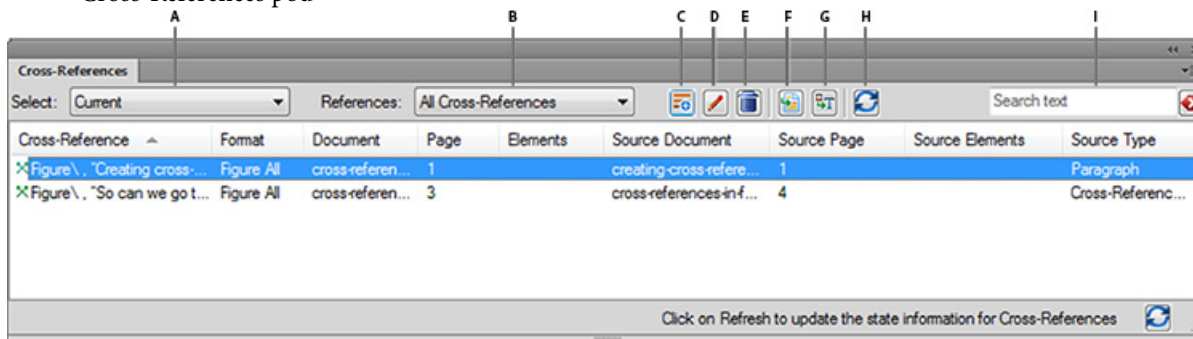 Cross-References pod
A B C D E F G H I
Cross-References
Select: Current References: All Cross-References Search text
Cross-Reference Format Document Page Elements Source Document Source Page Source Elements Source Type
Figure\ , "Creating cross-... Figure All cross-referen... 1 creating-cross-refere... 1 Paragraph
Figure\ , "So can we go t... Figure All cross-referen... 3 cross-references-in-f... 4 Cross-Referenc...
Click on Refresh to update the state information for Cross-References